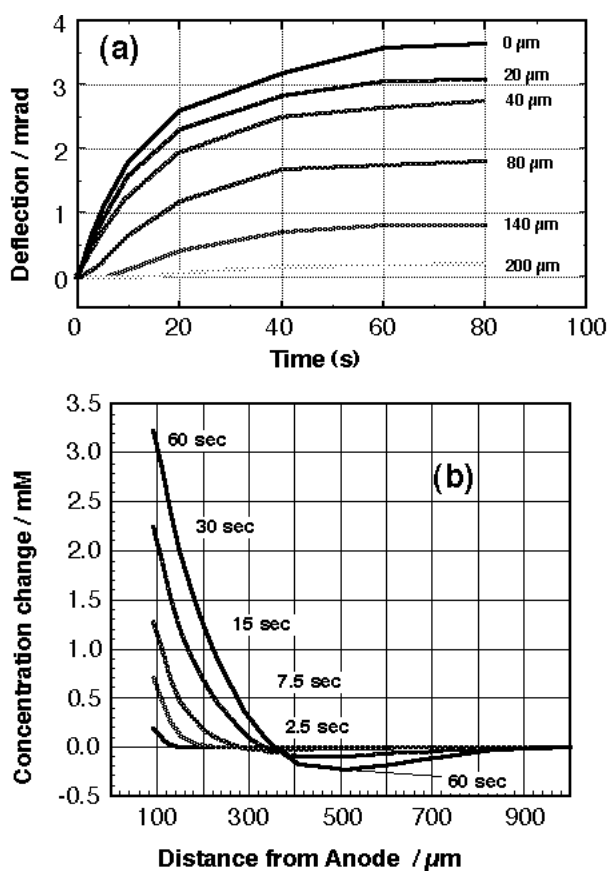 (a)
4
3
2
1
0
Deflection / mrad
0 µm
20 µm
40 µm
80 µm
140 µm
200 µm
0 20 40 60 80 100
Time (s)
3.5
3.0
2.5
2.0
1.5
1.0
0.5
0.0
-0.5
Concentration change / mM
(b)
60 sec
30 sec
15 sec
7.5 sec
2.5 sec
60 sec
100 300 500 700 900
Distance from Anode / µm